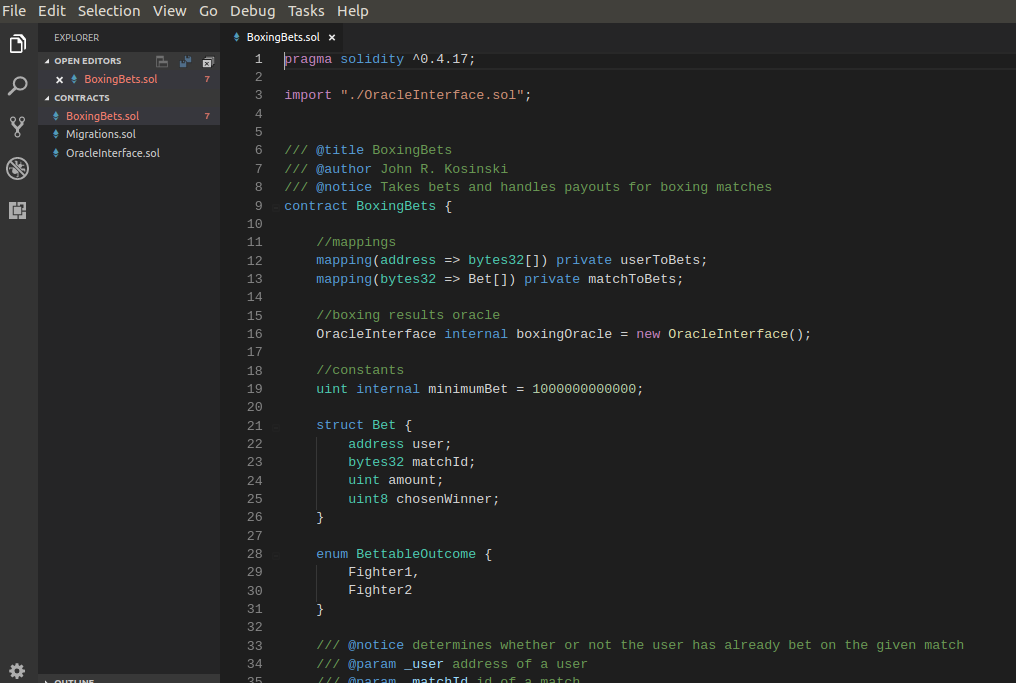 File Edit Selection View Go Debug Tasks Help
EXPLORER
OPEN EDITORS
BoxingBets.sol 7
CONTRACTS
BoxingBets.sol 7
Migrations.sol
OracleInterface.sol
OUTLINE
BoxingBets.sol
1 pragma solidity ^0.4.17;
2
3 import "./OracleInterface.sol";
4
5
6 /// @title BoxingBets
7 /// @author John R. Kosinski
8 /// @notice Takes bets and handles payouts for boxing matches
9 contract BoxingBets {
10
11 //mappings
12 mapping(address => bytes32[]) private userToBets;
13 mapping(bytes32 => Bet[]) private matchToBets;
14
15 //boxing results oracle
16 OracleInterface internal boxingOracle = new OracleInterface();
17
18 //constants
19 uint internal minimumBet = 1000000000000;
20
21 struct Bet {
22 address user;
23 bytes32 matchId;
24 uint amount;
25 uint8 chosenWinner;
26 }
27
28 enum BettableOutcome {
29 Fighter1,
30 Fighter2
31 }
32
33 /// @notice determines whether or not the user has already bet on the given match
34 /// @param _user address of a user
35 /// @param _matchId id of a match